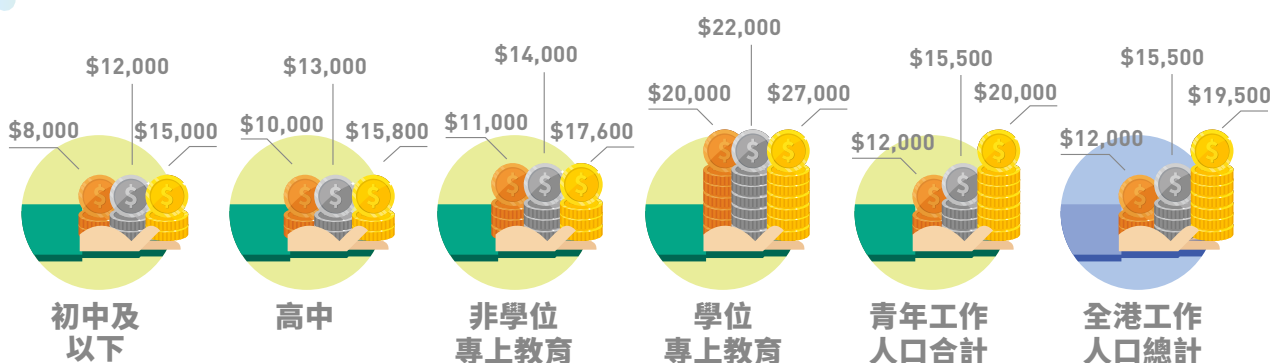 $8,000
$12,000
$15,000
初中及
以下
$10,000
$13,000
$15,800
高中
$11,000
$14,000
$17,600
非學位
專上教育
$20,000
$22,000
$27,000
學位
專上教育
$12,000
$15,500
$20,000
青年工作
人口合計
$12,000
$15,500
$19,500
全港工作
人口總計